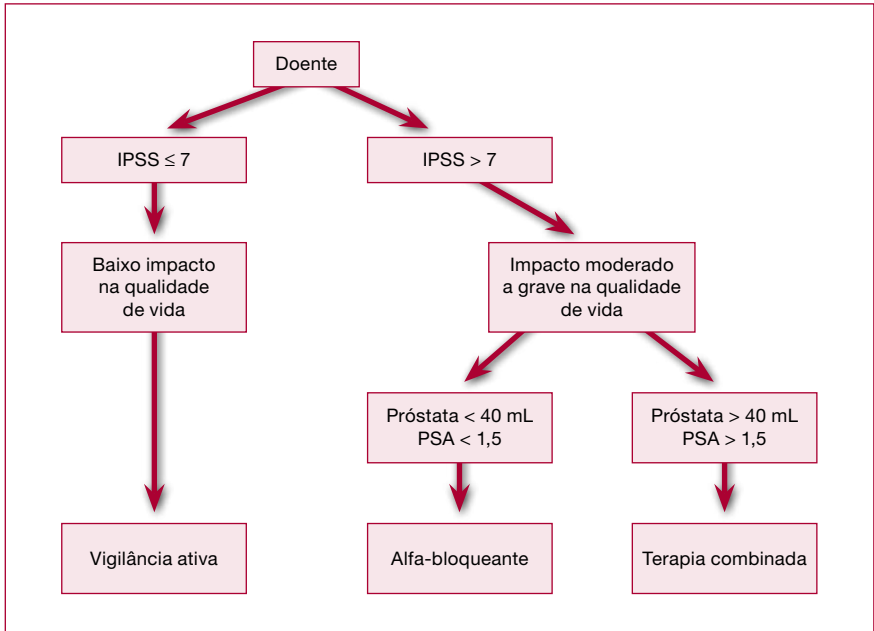 Doente
IPSS ≤ 7
IPSS > 7
Baixo impacto
na qualidade
de vida
Impacto moderado
a grave na qualidade
de vida
Próstata < 40 mL
PSA < 1,5
Próstata > 40 mL
PSA > 1,5
Vigilância ativa
Alfa-bloqueante
Terapia combinada